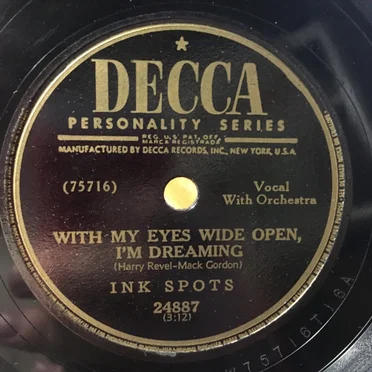 DECCA
PERSONALITY SERIES
REG. U.S. PAT. OFF.
MARCA REGISTRADA
MANUFACTURED BY DECCA RECORDS, INC., NEW YORK, U.S.A.
(75716)
Vocal
With Orchestra
WITH MY EYES WIDE OPEN,
I'M DREAMING
(Harry Revel-Mack Gordon)
INK SPOTS
24887
(3:12)
W75716T16A